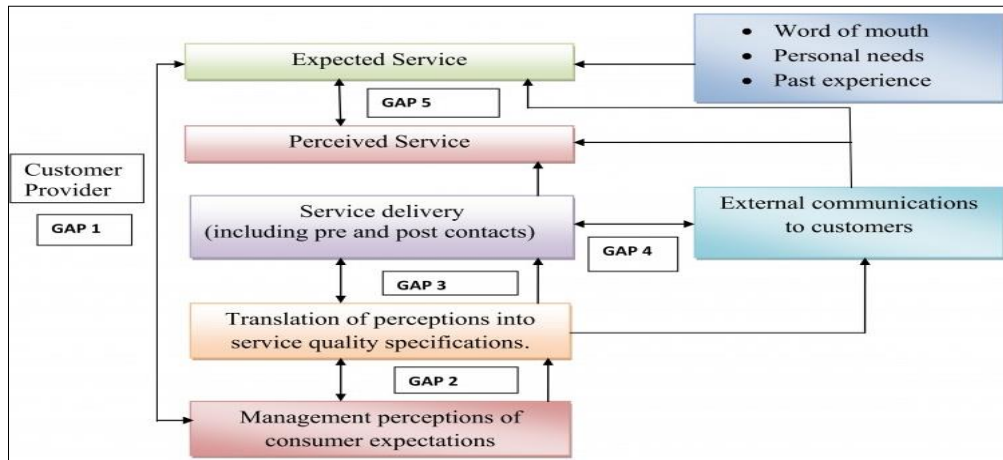 • Word of mouth
• Personal needs
• Past experience
Expected Service
GAP 5
Perceived Service
Customer
Provider
GAP 1
Service delivery
(including pre and post contacts)
External communications
to customers
GAP 4
GAP 3
Translation of perceptions into
service quality specifications.
GAP 2
Management perceptions of
consumer expectations